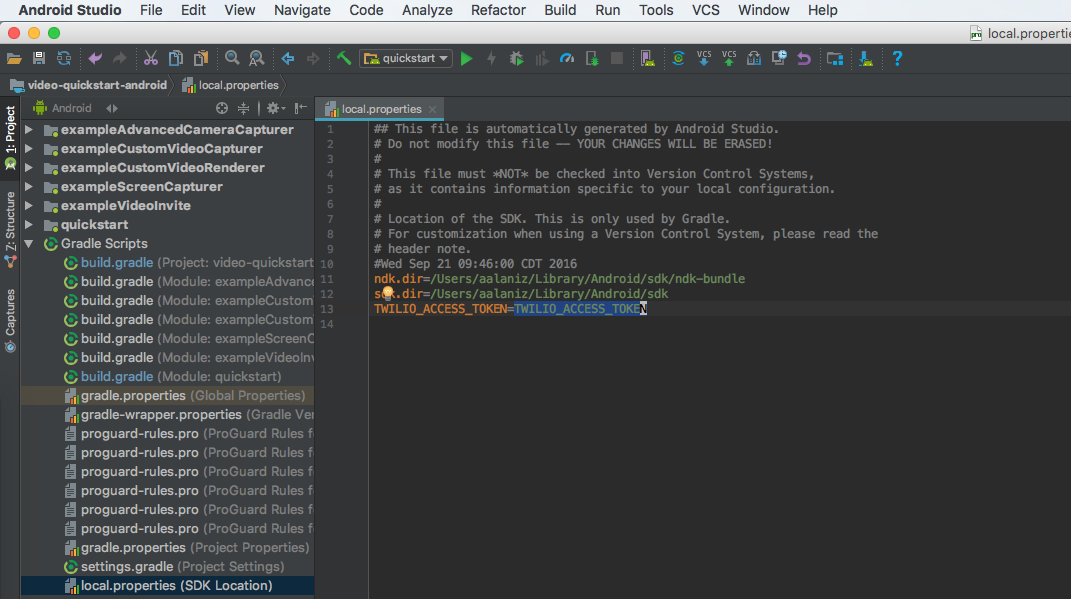 Android Studio File Edit View Navigate Code Analyze Refactor Build Run Tools VCS Window Help
local.propertie
quickstart VCS VCS ?
video-quickstart-android local.properties
Android
local.properties
1: Project
Z: Structure
Captures
exampleAdvancedCameraCapturer
exampleCustomVideoCapturer
exampleCustomVideoRenderer
exampleScreenCapturer
exampleVideoInvite
quickstart
Gradle Scripts
build.gradle (Project: video-quickstart
build.gradle (Module: exampleAdvance
build.gradle (Module: exampleCustom
build.gradle (Module: exampleCustom
build.gradle (Module: exampleScreenC
build.gradle (Module: exampleVideoInv
build.gradle (Module: quickstart)
gradle.properties (Global Properties)
gradle-wrapper.properties (Gradle Ver
proguard-rules.pro (ProGuard Rules f
proguard-rules.pro (ProGuard Rules f
proguard-rules.pro (ProGuard Rules f
proguard-rules.pro (ProGuard Rules f
proguard-rules.pro (ProGuard Rules f
proguard-rules.pro (ProGuard Rules f
gradle.properties (Project Properties)
settings.gradle (Project Settings)
local.properties (SDK Location)
1 ## This file is automatically generated by Android Studio.
2 # Do not modify this file -- YOUR CHANGES WILL BE ERASED!
3 #
4 # This file must *NOT* be checked into Version Control Systems,
5 # as it contains information specific to your local configuration.
6 #
7 # Location of the SDK. This is only used by Gradle.
8 # For customization when using a Version Control System, please read the
9 # header note.
10 #Wed Sep 21 09:46:00 CDT 2016
11 ndk.dir=/Users/aalaniz/Library/Android/sdk/ndk-bundle
12 sdk.dir=/Users/aalaniz/Library/Android/sdk
13 TWILIO_ACCESS_TOKEN=TWILIO_ACCESS_TOKEN
14